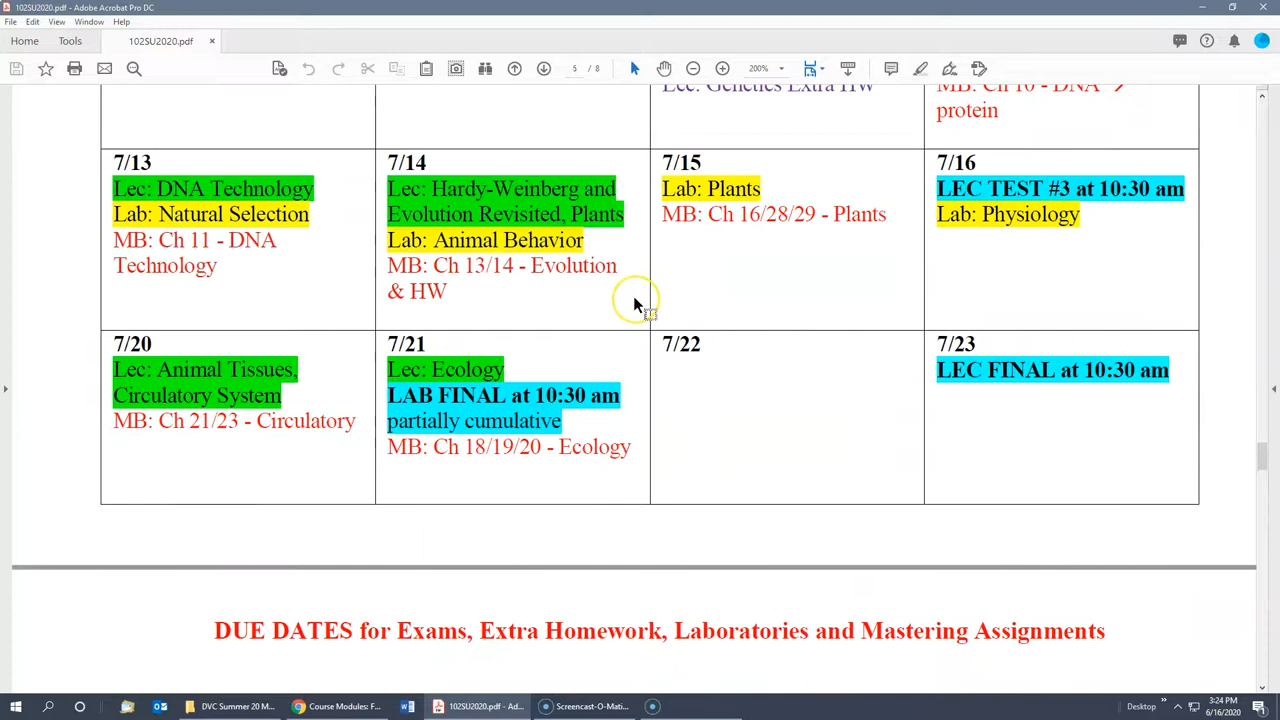 102SU2020.pdf - Adobe Acrobat Pro DC
File Edit View Window Help
Home Tools 102SU2020.pdf ×
5 / 8 200%
Lec: Genetics Extra HW
MB: Ch 10 - DNA →
protein
7/13
Lec: DNA Technology
Lab: Natural Selection
MB: Ch 11 - DNA
Technology
7/14
Lec: Hardy-Weinberg and
Evolution Revisited, Plants
Lab: Animal Behavior
MB: Ch 13/14 - Evolution
& HW
7/15
Lab: Plants
MB: Ch 16/28/29 - Plants
7/16
LEC TEST #3 at 10:30 am
Lab: Physiology
7/20
Lec: Animal Tissues,
Circulatory System
MB: Ch 21/23 - Circulatory
7/21
Lec: Ecology
LAB FINAL at 10:30 am
partially cumulative
MB: Ch 18/19/20 - Ecology
7/22
7/23
LEC FINAL at 10:30 am
DUE DATES for Exams, Extra Homework, Laboratories and Mastering Assignments
DVC Summer 20 M... Course Modules: F... 102SU2020.pdf - Ad... Screencast-O-Mati... Desktop 3:24 PM
6/16/2020